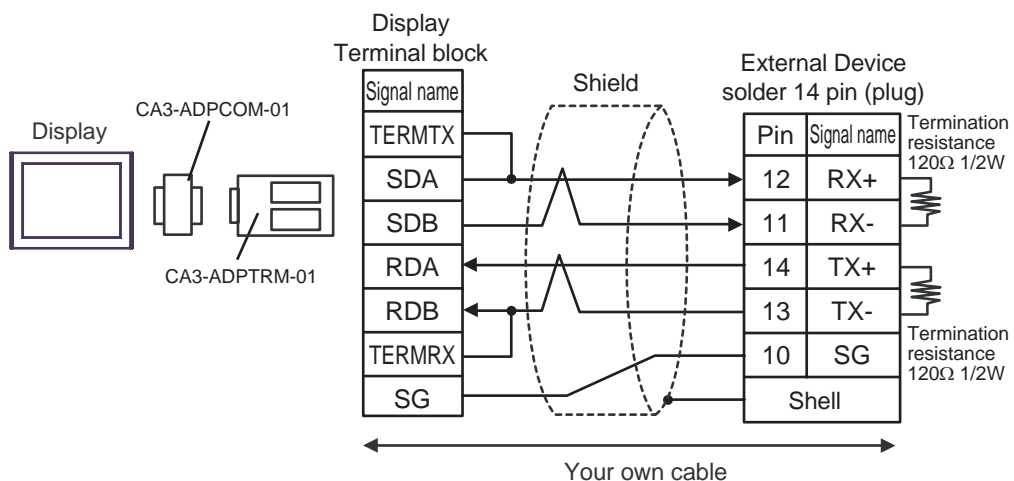 Display
Terminal block
Signal name
TERMTX
SDA
SDB
RDA
RDB
TERMRX
SG
Display
CA3-ADPCOM-01
CA3-ADPTRM-01
Shield
External Device
solder 14 pin (plug)
Pin Signal name
12 RX+
11 RX-
14 TX+
13 TX-
10 SG
Shell
Termination
resistance
120Ω 1/2W
Termination
resistance
120Ω 1/2W
Your own cable